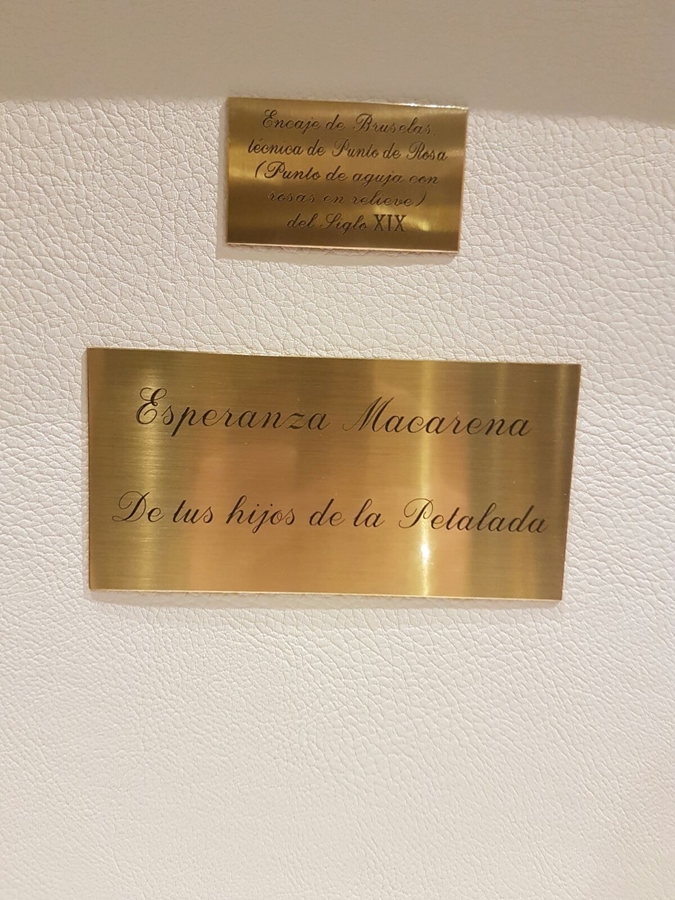 Encaje de Bruselas,
técnica de Punto de Rosa
(Punto de aguja con
rosas en relieve)
del Siglo XIX
Esperanza Macarena
De tus hijos de la Petalada